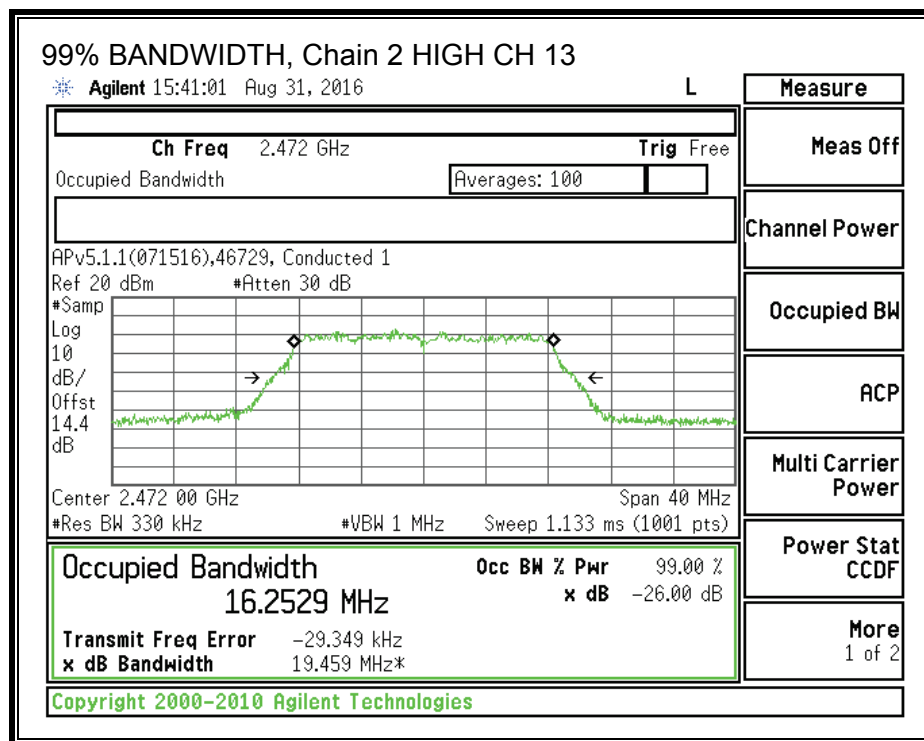 99% BANDWIDTH, Chain 2 HIGH CH 13
Agilent 15:41:01 Aug 31, 2016 L
Measure
Ch Freq 2.472 GHz Trig Free
Meas Off
Occupied Bandwidth Averages: 100
Channel Power
APv5.1.1(071516),46729, Conducted 1
Ref 20 dBm #Atten 30 dB
#Samp
Log
10
dB/
Offst
14.4
dB
Occupied BW
ACP
Multi Carrier
Power
Center 2.472 00 GHz Span 40 MHz
#Res BW 330 kHz #VBW 1 MHz Sweep 1.133 ms (1001 pts)
Power Stat
CCDF
Occupied Bandwidth
16.2529 MHz
Occ BW % Pwr 99.00 %
x dB -26.00 dB
Transmit Freq Error -29.349 kHz
x dB Bandwidth 19.459 MHz*
More
1 of 2
Copyright 2000-2010 Agilent Technologies